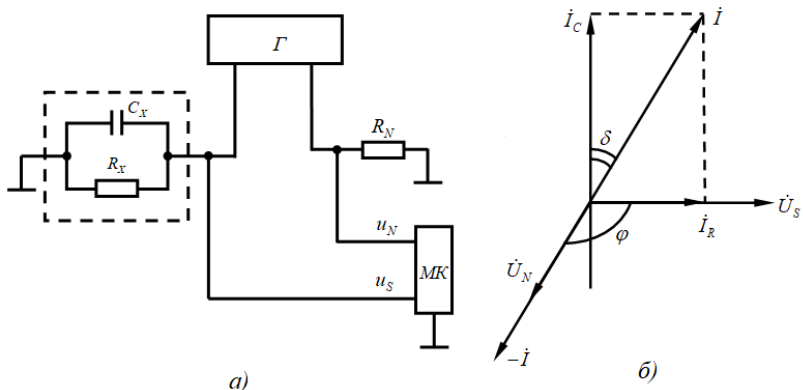 Г
C_X
R_X
R_N
u_N
u_S
МК
а)
İ_C
İ
δ
U̇_S
İ_R
φ
U̇_N
−İ
б)